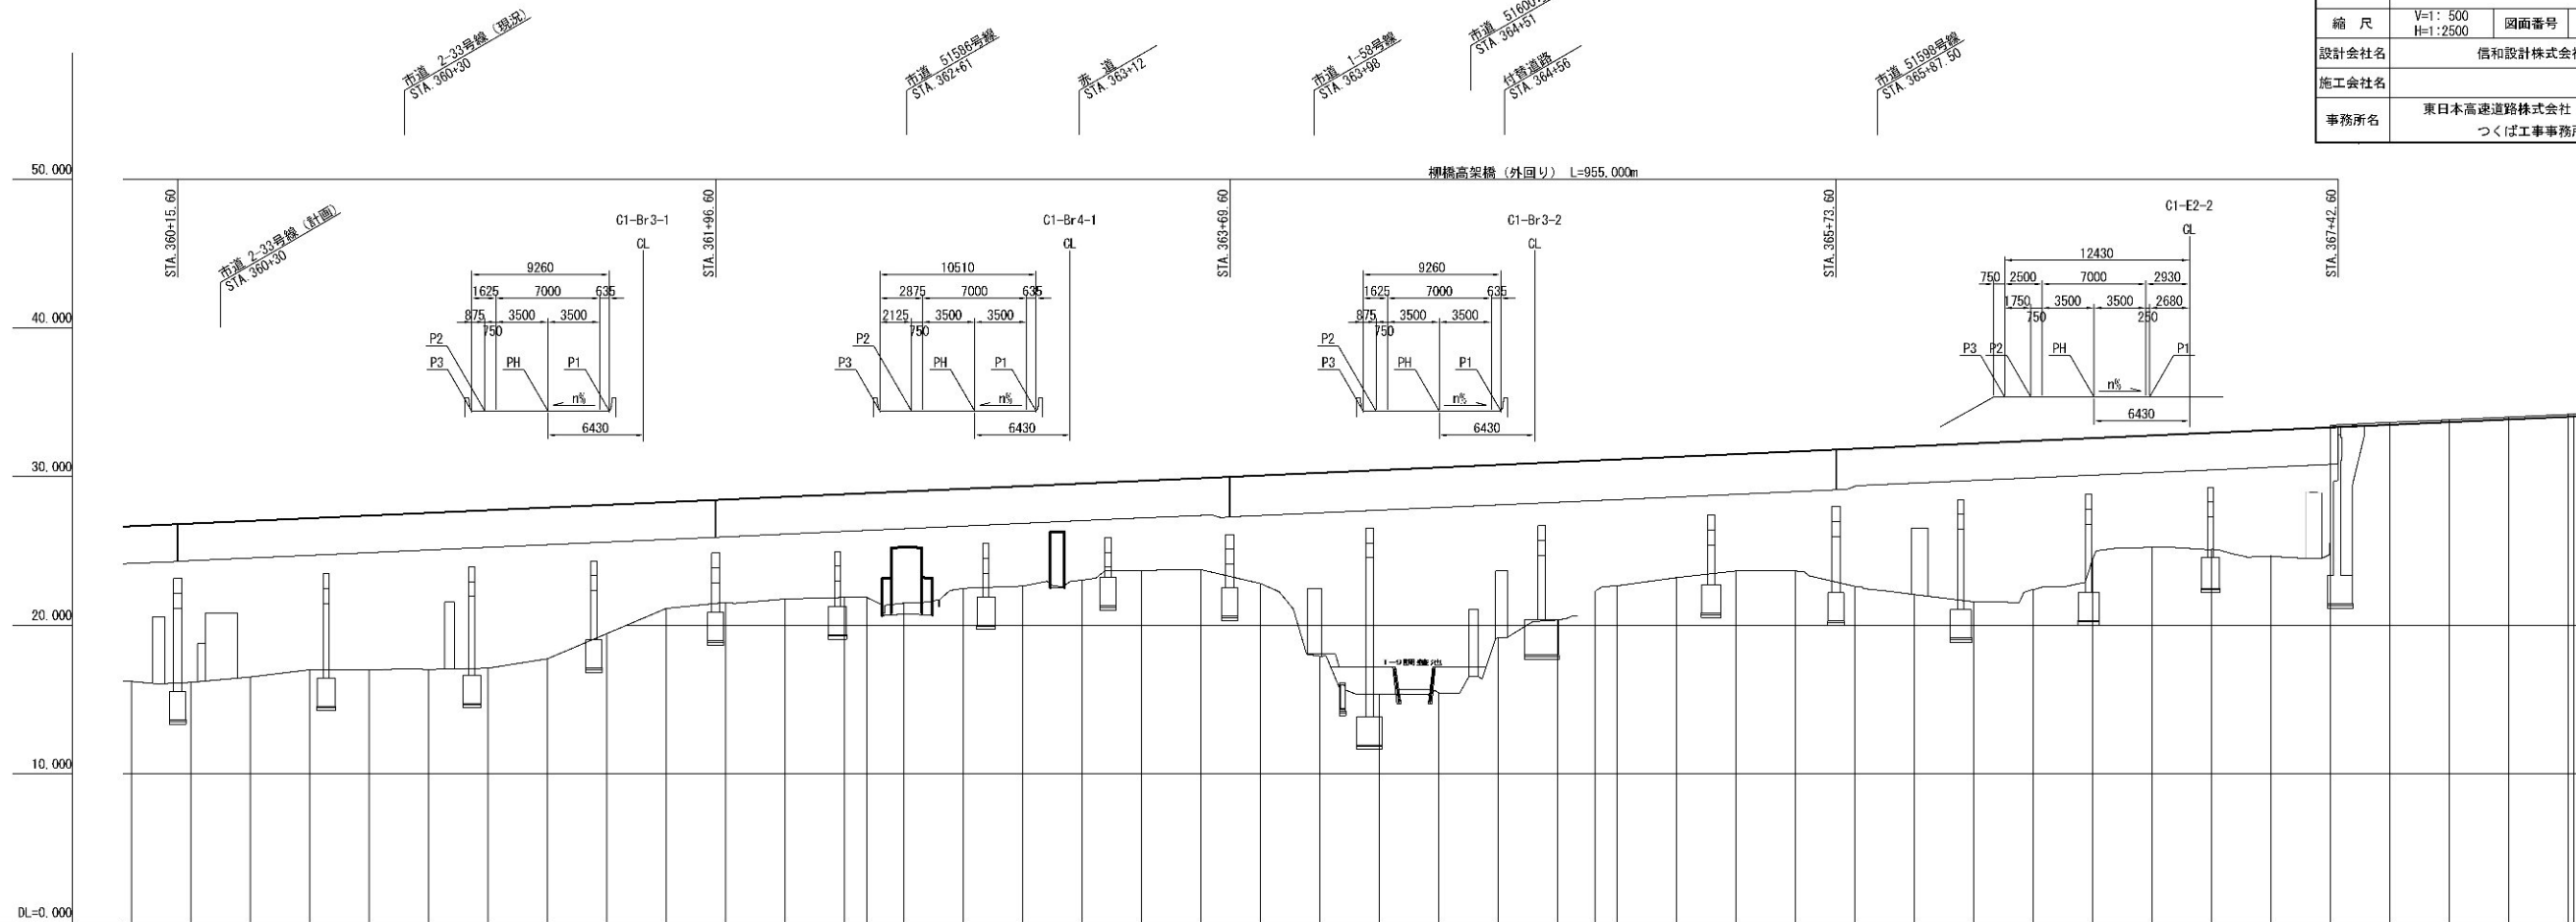 縮 尺
V=1: 500
H=1:2500
図面番号
設計会社名
信和設計株式会
施工会社名
事務所名
東日本高速道路株式会社
つくば工事事務
市道 2-33号線 (現況)
STA. 360+30
市道 51586号線
STA. 362+61
赤 道
STA. 363+12
市道 1-58号線
STA. 363+98
市道 51600
STA. 364+51
付替道路
STA. 364+56
市道 51598号線
STA. 365+87.50
柳橋高架橋 (外回り) L=955.000m
50.000
40.000
30.000
20.000
10.000
DL=0.000
STA. 360+15.60
STA. 361+96.60
STA. 363+69.60
STA. 365+73.60
STA. 367+42.60
市道 2-33号線 (計画)
STA. 360+30
C1-Br3-1
CL
9260
1625 7000 635
875 3500 3500
750
P2
P3 PH P1
n%
6430
C1-Br4-1
CL
10510
2875 7000 635
2125 3500 3500
750
P2
P3 PH P1
n%
6430
C1-Br3-2
CL
9260
1625 7000 635
875 3500 3500
750
P2
P3 PH P1
n%
6430
C1-E2-2
CL
12430
750 2500 7000 2930
1750 3500 3500 2680
750 250
P3 P2 PH P1
n%
6430
1-9調整池